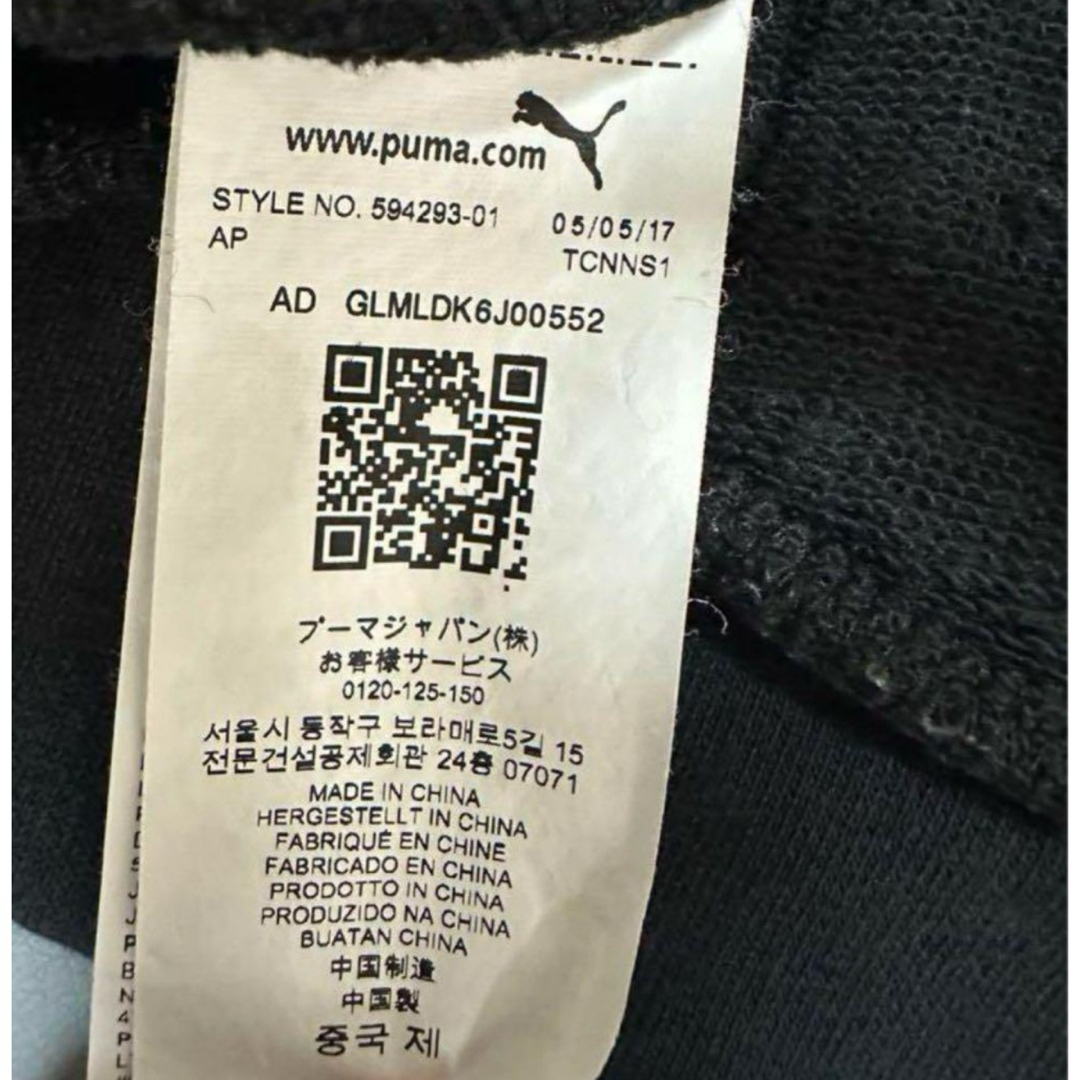 www.puma.com
STYLE NO. 594293-01 05/05/17
AP TCNNS1
AD GLMLDK6J00552
プーマジャパン(株)
お客様サービス
0120-125-150
서울시 동작구 보라매로5길 15
전문건설공제회관 24층 07071
MADE IN CHINA
HERGESTELLT IN CHINA
FABRIQUÉ EN CHINE
FABRICADO EN CHINA
PRODOTTO IN CHINA
PRODUZIDO NA CHINA
BUATAN CHINA
中国制造
中国製
중국 제